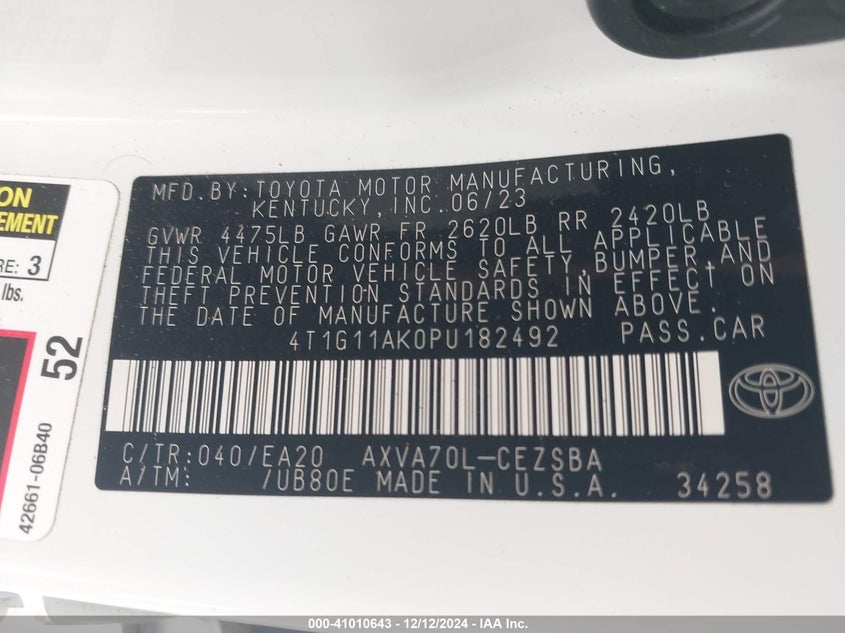 ON
EMENT
RE: 3
lbs.
52
42661-06B40
MFD.BY:TOYOTA MOTOR MANUFACTURING,
KENTUCKY,INC.06/23
GVWR 4475LB GAWR FR 2620LB RR 2420LB
THIS VEHICLE CONFORMS TO ALL APPLICABLE
FEDERAL MOTOR VEHICLE SAFETY,BUMPER,AND
THEFT PREVENTION STANDARDS IN EFFECT ON
THE DATE OF MANUFACTURE SHOWN ABOVE.
4T1G11AK0PU182492 PASS.CAR
C/TR:040/EA20 AXVA70L-CEZSBA
A/TM: /UB80E MADE IN U.S.A. 34258
000-41010643 - 12/12/2024 - IAA Inc.